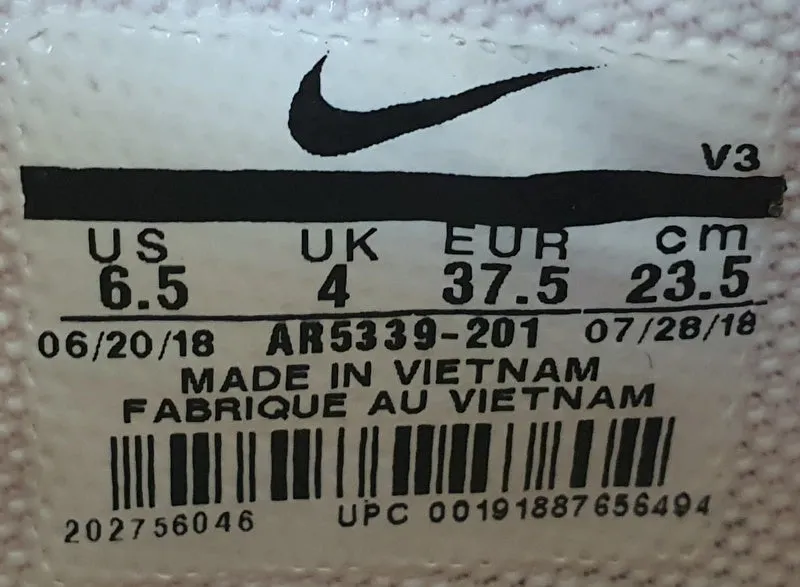 V3
US UK EUR cm
6.5 4 37.5 23.5
06/20/18 AR5339-201 07/28/18
MADE IN VIETNAM
FABRIQUE AU VIETNAM
202756046 UPC 00191887656494